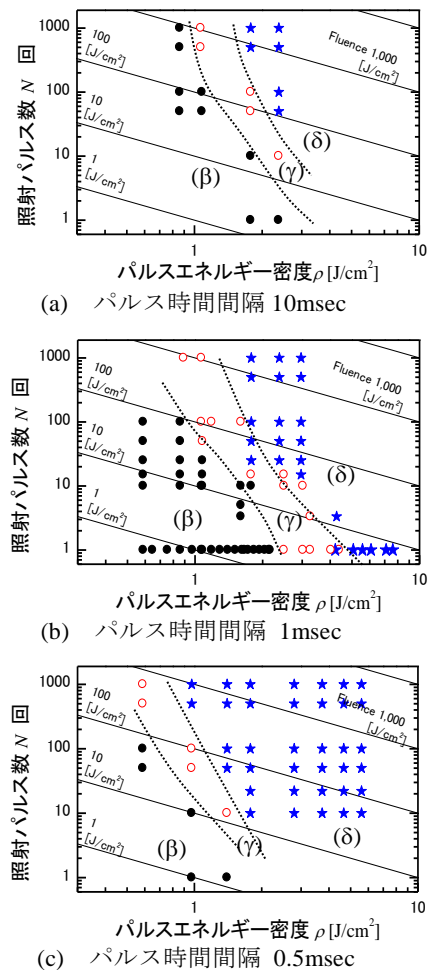 1000
100
10
1
照射パルス数 N 回
100
[J/cm²]
10
[J/cm²]
1
[J/cm²]
Fluence 1,000
[J/cm²]
(β)
(γ)
(δ)
1
10
パルスエネルギー密度 ρ [J/cm²]
(a) パルス時間間隔 10msec
1000
100
10
1
照射パルス数 N 回
100
[J/cm²]
10
[J/cm²]
1
[J/cm²]
Fluence 1,000
[J/cm²]
(β)
(γ)
(δ)
1
10
パルスエネルギー密度 ρ [J/cm²]
(b) パルス時間間隔 1msec
1000
100
10
1
照射パルス数 N 回
100
[J/cm²]
10
[J/cm²]
1
[J/cm²]
Fluence 1,000
[J/cm²]
(β)
(γ)
(δ)
1
10
パルスエネルギー密度 ρ [J/cm²]
(c) パルス時間間隔 0.5msec